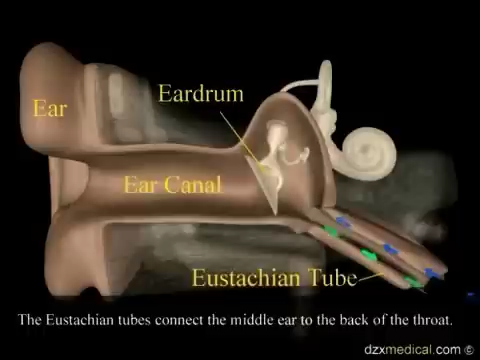 Ear
Eardrum
Ear Canal
Eustachian Tube
The Eustachian tubes connect the middle ear to the back of the throat.
dzxmedical.com ©